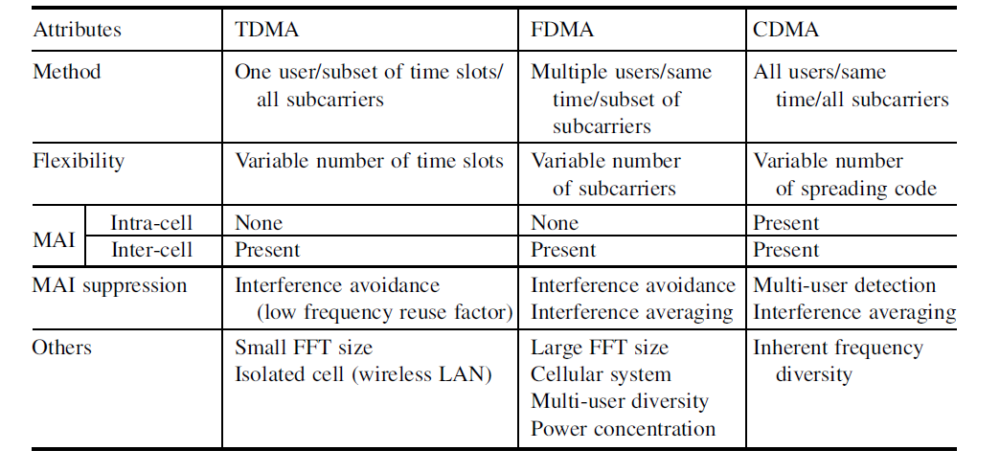 Attributes TDMA FDMA CDMA
Method One user/subset of time slots/ Multiple users/same All users/same
all subcarriers time/subset of time/all subcarriers
subcarriers
Flexibility Variable number of time slots Variable number Variable number
of subcarriers of spreading code
MAI Intra-cell None None Present
Inter-cell Present Present Present
MAI suppression Interference avoidance Interference avoidance Multi-user detection
(low frequency reuse factor) Interference averaging Interference averaging
Others Small FFT size Large FFT size Inherent frequency
Isolated cell (wireless LAN) Cellular system diversity
Multi-user diversity
Power concentration